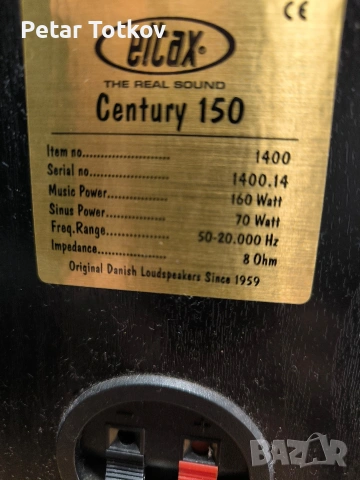 Petar Totkov
CE
eltax®
THE REAL SOUND
Century 150
Item no.......................... 1400
Serial no......................... 1400.14
Music Power................... 160 Watt
Sinus Power.................... 70 Watt
Freq.Range................ 50-20.000 Hz
Impedance....................... 8 Ohm
Original Danish Loudspeakers Since 1959
BAZAR